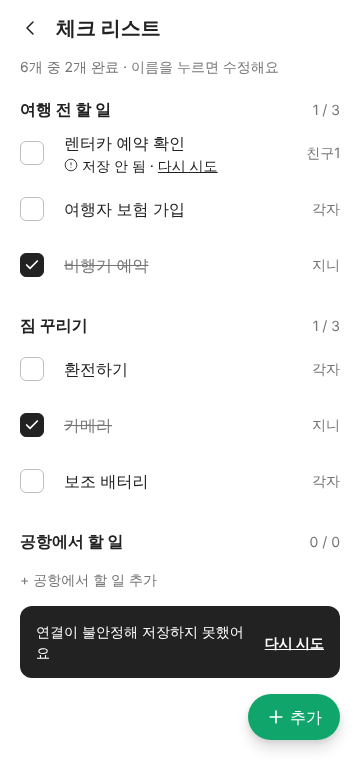 체크 리스트
6개 중 2개 완료 · 이름을 누르면 수정해요
여행 전 할 일 1 / 3
렌터카 예약 확인 친구1
저장 안 됨 · 다시 시도
여행자 보험 가입 각자
비행기 예약 지니
짐 꾸리기 1 / 3
환전하기 각자
카메라 지니
보조 배터리 각자
공항에서 할 일 0 / 0
+ 공항에서 할 일 추가
연결이 불안정해 저장하지 못했어
요
다시 시도
+ 추가